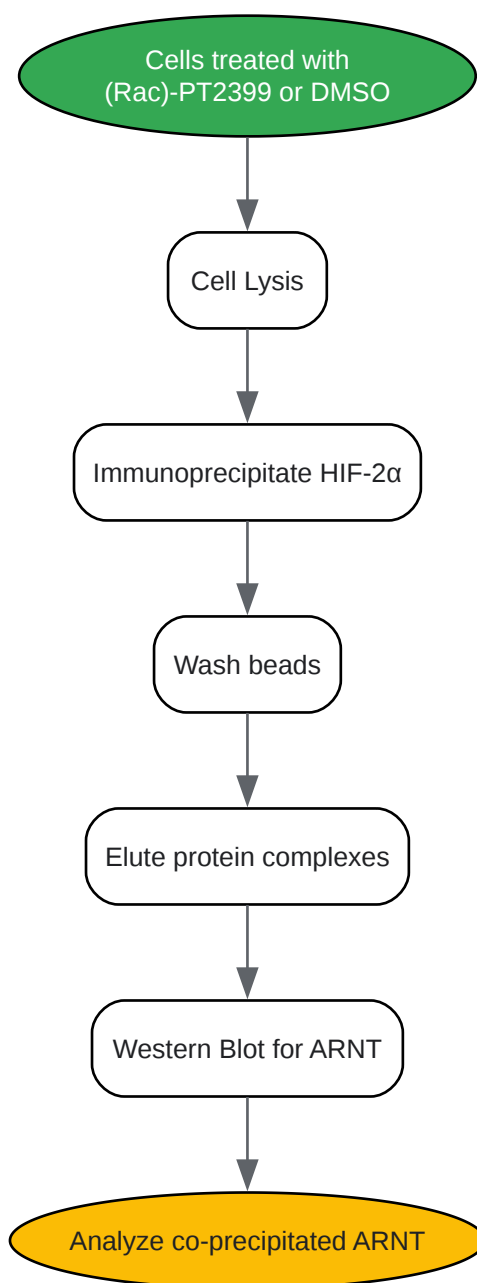 Cells treated with
(Rac)-PT2399 or DMSO
Cell Lysis
Immunoprecipitate HIF-2α
Wash beads
Elute protein complexes
Western Blot for ARNT
Analyze co-precipitated ARNT